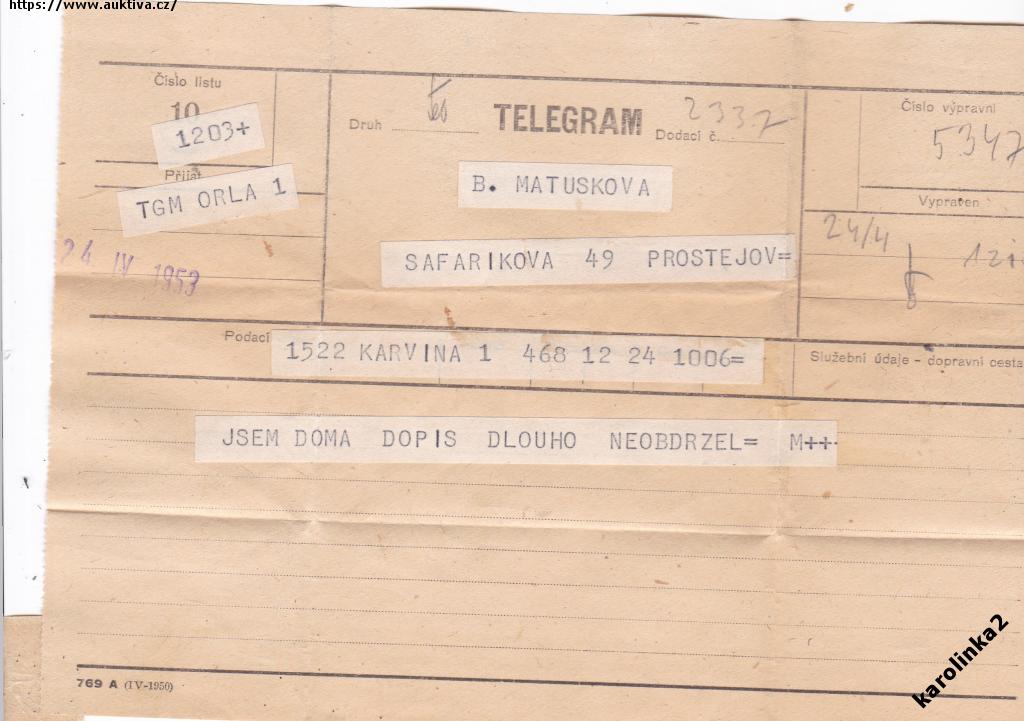 https://www.auktiva.cz/
Číslo listu
10
1203+
Přijat
TGM ORLA 1
24 IV 1953
Druh
TELEGRAM
2337
Dodací č.
B. MATUSKOVA
SAFARIKOVA 49 PROSTEJOV=
Číslo výpravní
5347
Vypraven
24/4
Podací
1522 KARVINA 1 468 12 24 1006=
Služební údaje - dopravní cesta
JSEM DOMA DOPIS DLOUHO NEOBDRZEL= M++
769 A (IV-1950)
karolinka2